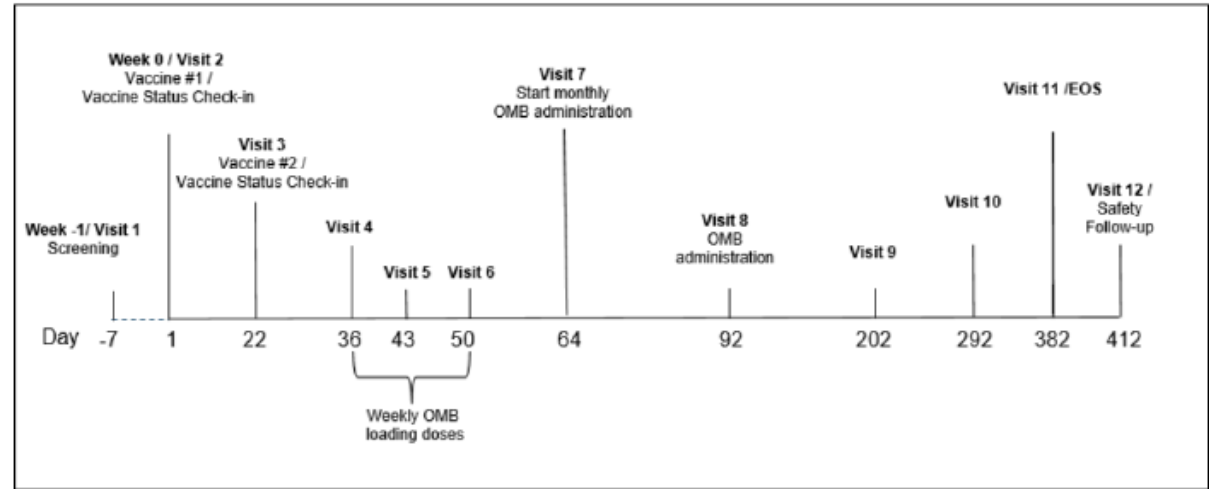 Week 0 / Visit 2
Vaccine #1 /
Vaccine Status Check-in
Visit 3
Vaccine #2 /
Vaccine Status Check-in
Week -1/ Visit 1
Screening
Visit 4
Visit 5
Visit 6
Visit 7
Start monthly
OMB administration
Visit 8
OMB
administration
Visit 9
Visit 10
Visit 11 /EOS
Visit 12 /
Safety
Follow-up
Day -7 1 22 36 43 50 64 92 202 292 382 412
Weekly OMB
loading doses